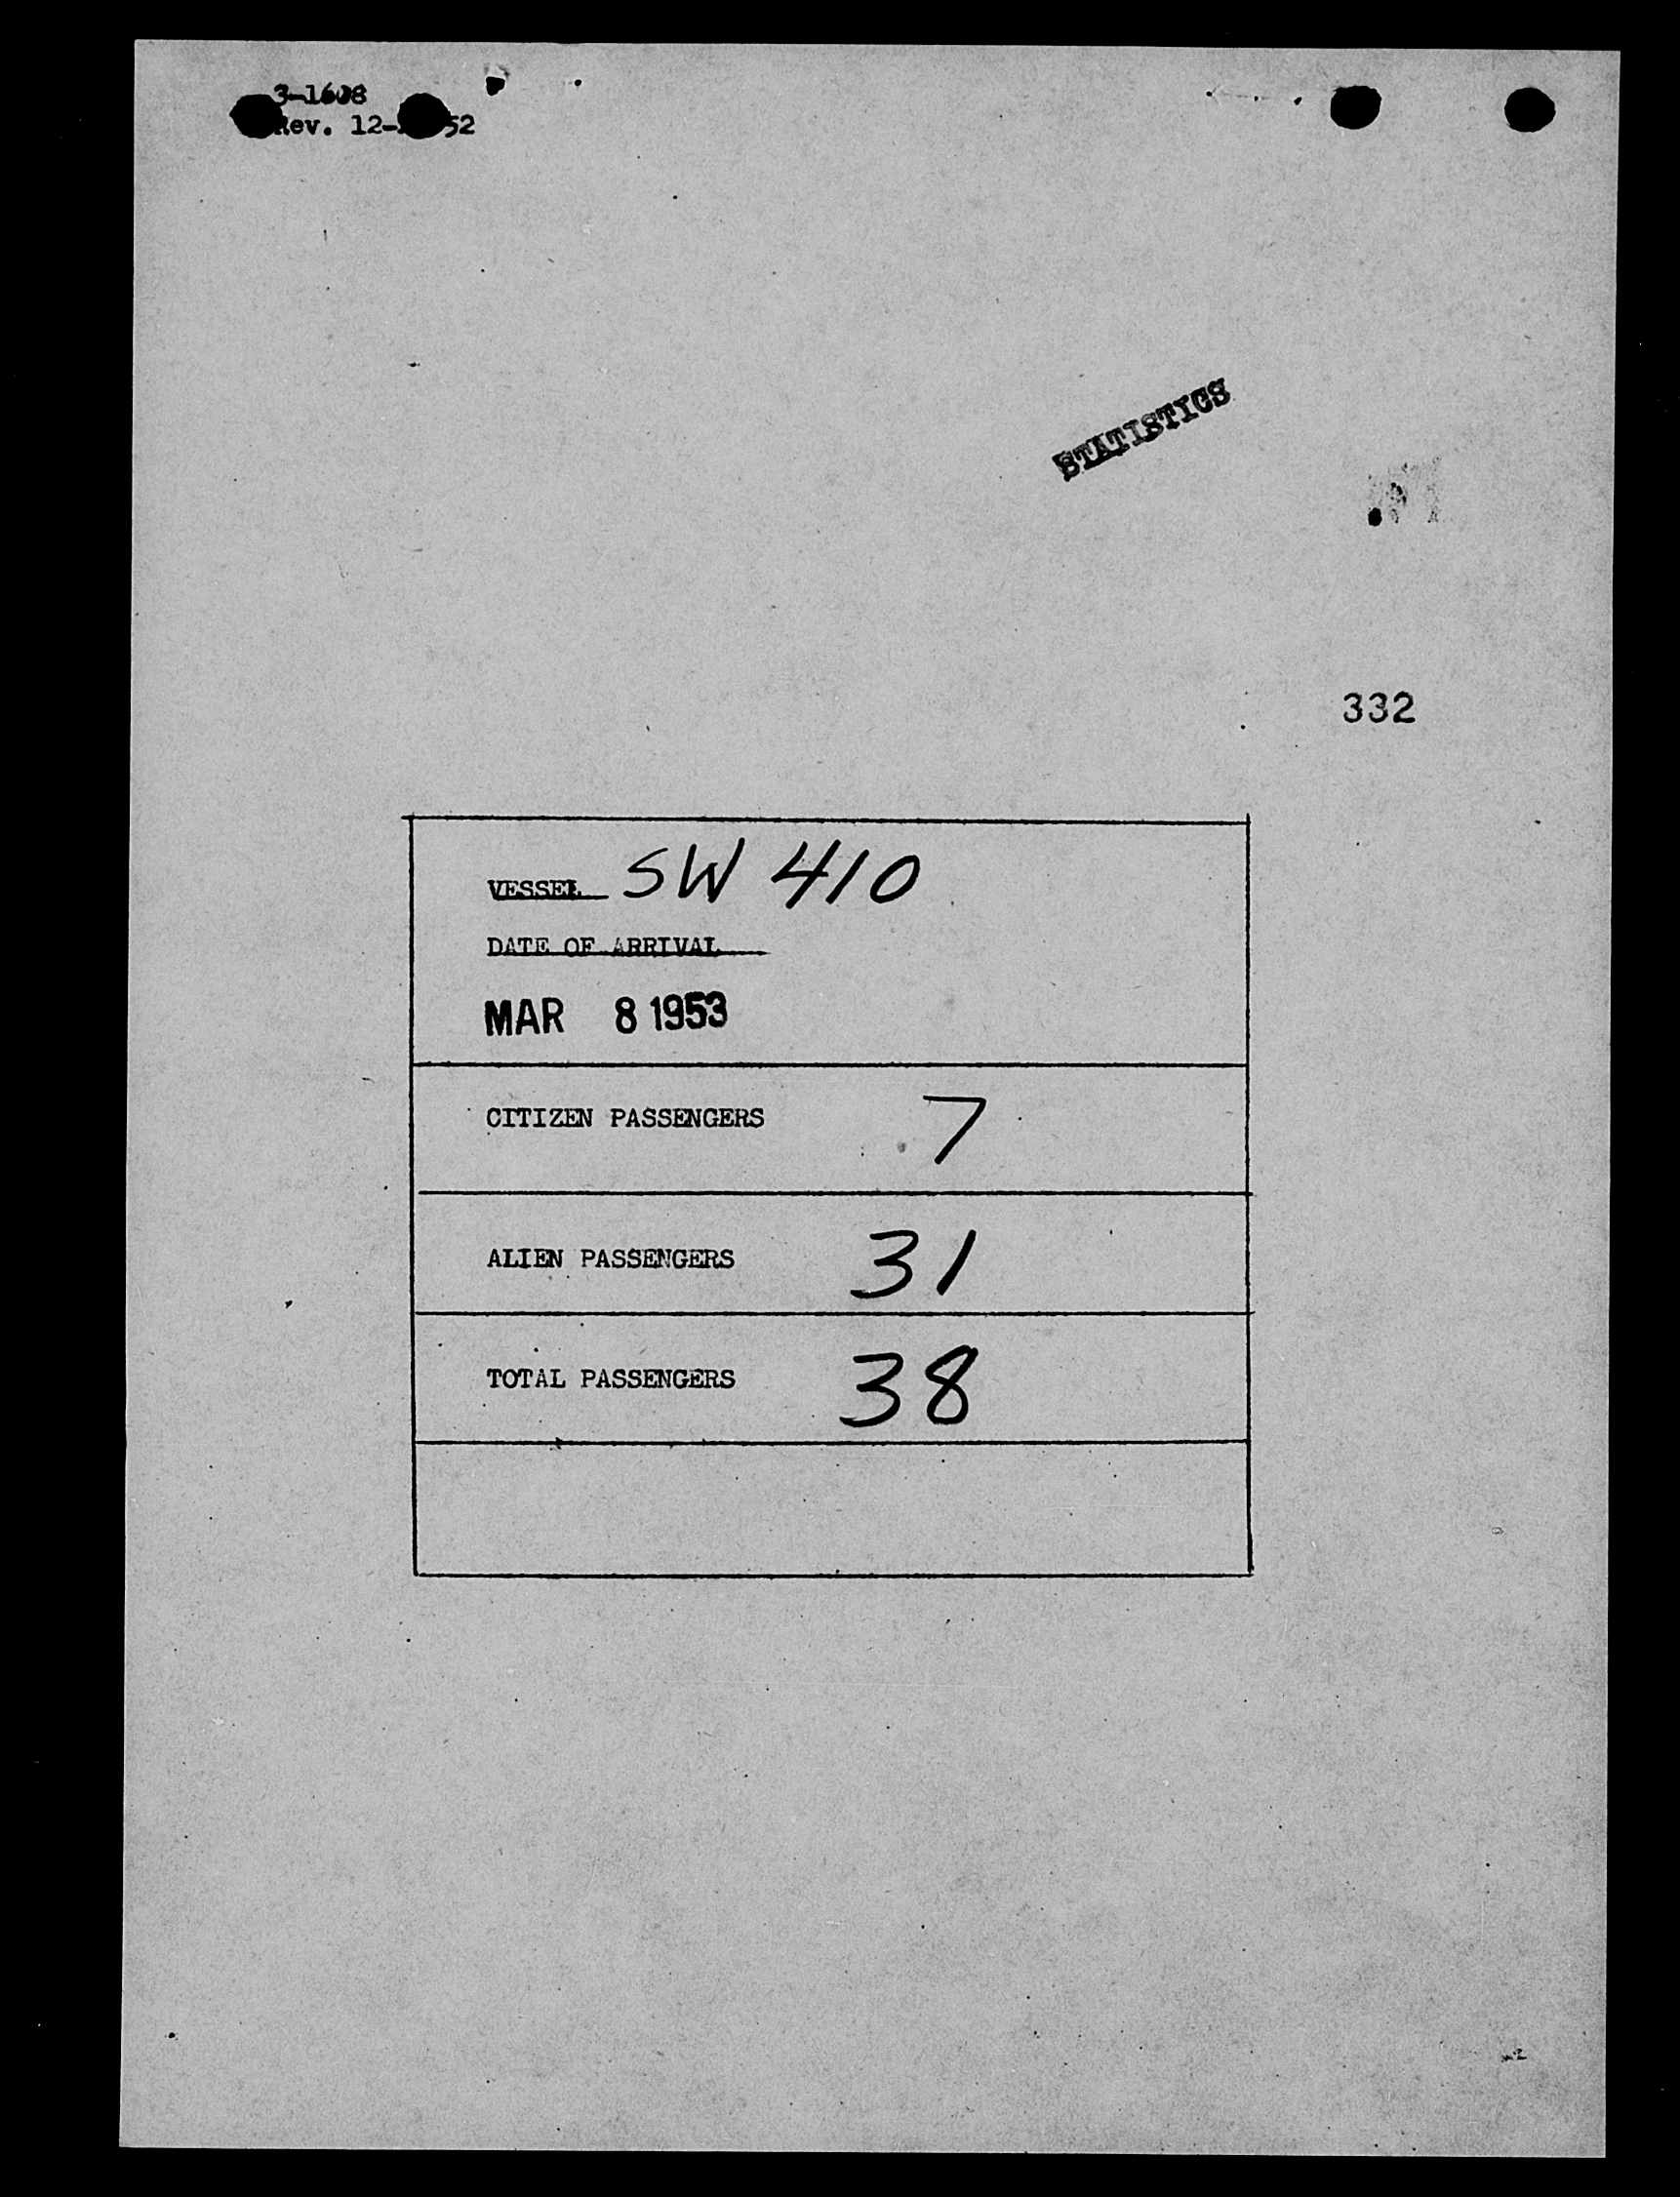 3-1608
Rev. 12- 52
STATISTICS
332
VESSEL SW 410
DATE OF ARRIVAL
MAR 8 1953
CITIZEN PASSENGERS 7
ALIEN PASSENGERS 31
TOTAL PASSENGERS 38